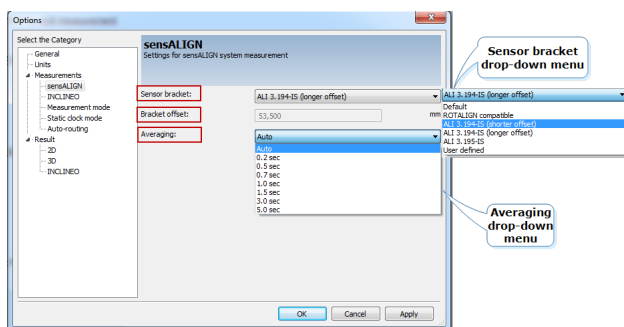 Options
Select the Category
General
Units
Measurements
sensALIGN
INCLINEO
Measurement mode
Static clock mode
Auto-routing
Result
2D
3D
INCLINEO
sensALIGN
Settings for sensALIGN system measurement
Sensor bracket:
ALI 3.194-IS (longer offset)
Bracket offset:
53,500
mm
Averaging:
Auto
Auto
0.2 sec
0.5 sec
0.7 sec
1.0 sec
1.5 sec
3.0 sec
5.0 sec
OK
Cancel
Apply
Sensor bracket
drop-down menu
ALI 3.194-IS (longer offset)
Default
ROTALIGN compatible
ALI 3.194-IS (shorter offset)
ALI 3.194-IS (longer offset)
ALI 3.195-IS
User defined
Averaging
drop-down
menu